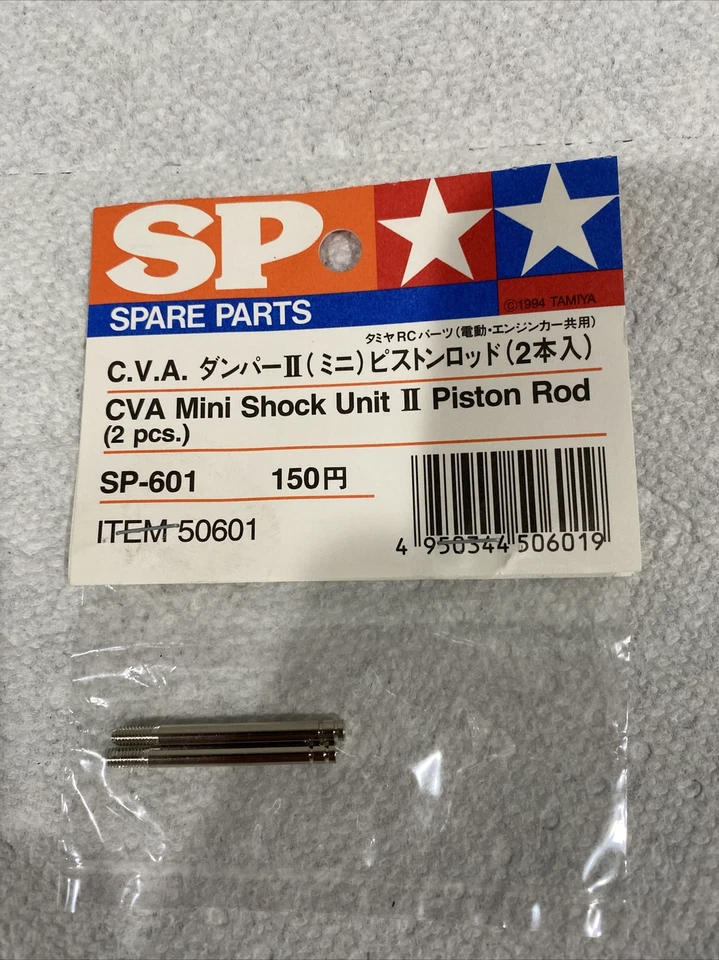 SP
©1994 TAMIYA
SPARE PARTS
タミヤRCパーツ(電動・エンジンカー共用)
C.V.A. ダンパーⅡ(ミニ)ピストンロッド(2本入)
CVA Mini Shock Unit Ⅱ Piston Rod
(2 pcs.)
SP-601 150円
ITEM 50601
4 950344 506019